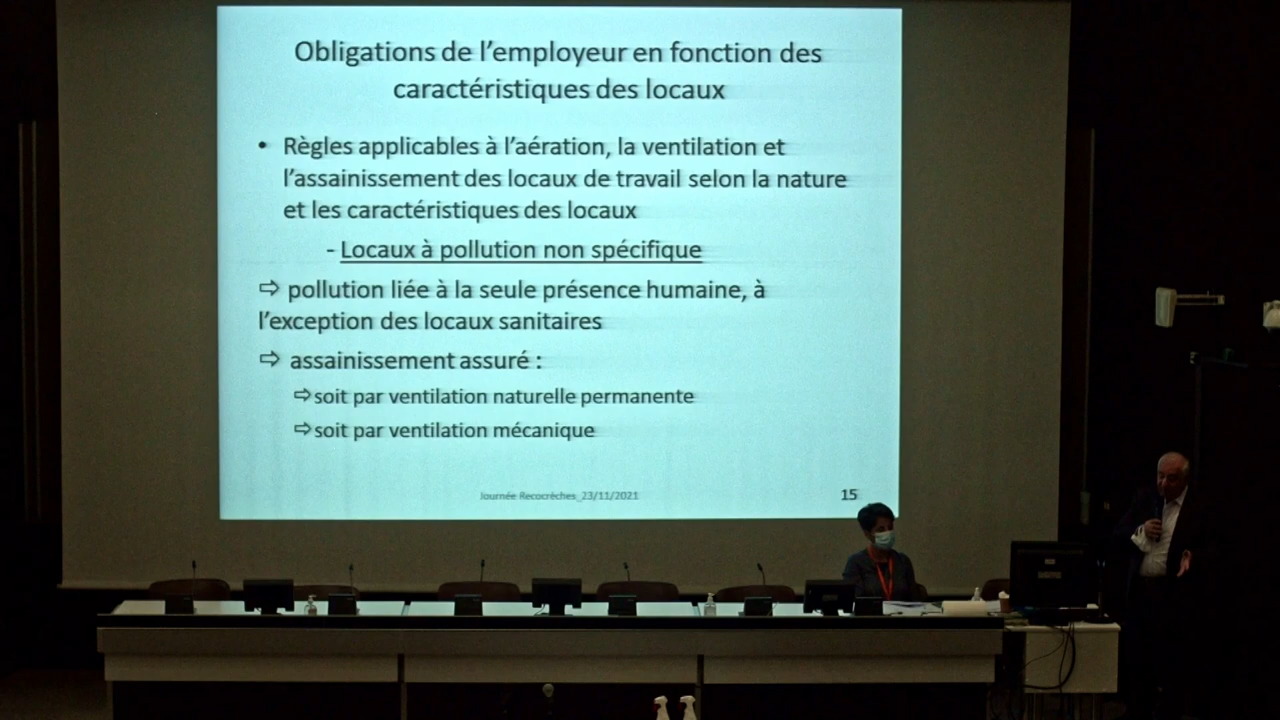 Obligations de l'employeur en fonction des
caractéristiques des locaux
• Règles applicables à l'aération, la ventilation et
l'assainissement des locaux de travail selon la nature
et les caractéristiques des locaux
- Locaux à pollution non spécifique
⇨ pollution liée à la seule présence humaine, à
l'exception des locaux sanitaires
⇨ assainissement assuré :
⇨soit par ventilation naturelle permanente
⇨soit par ventilation mécanique
Journée Recocrèches_23/11/2021
15